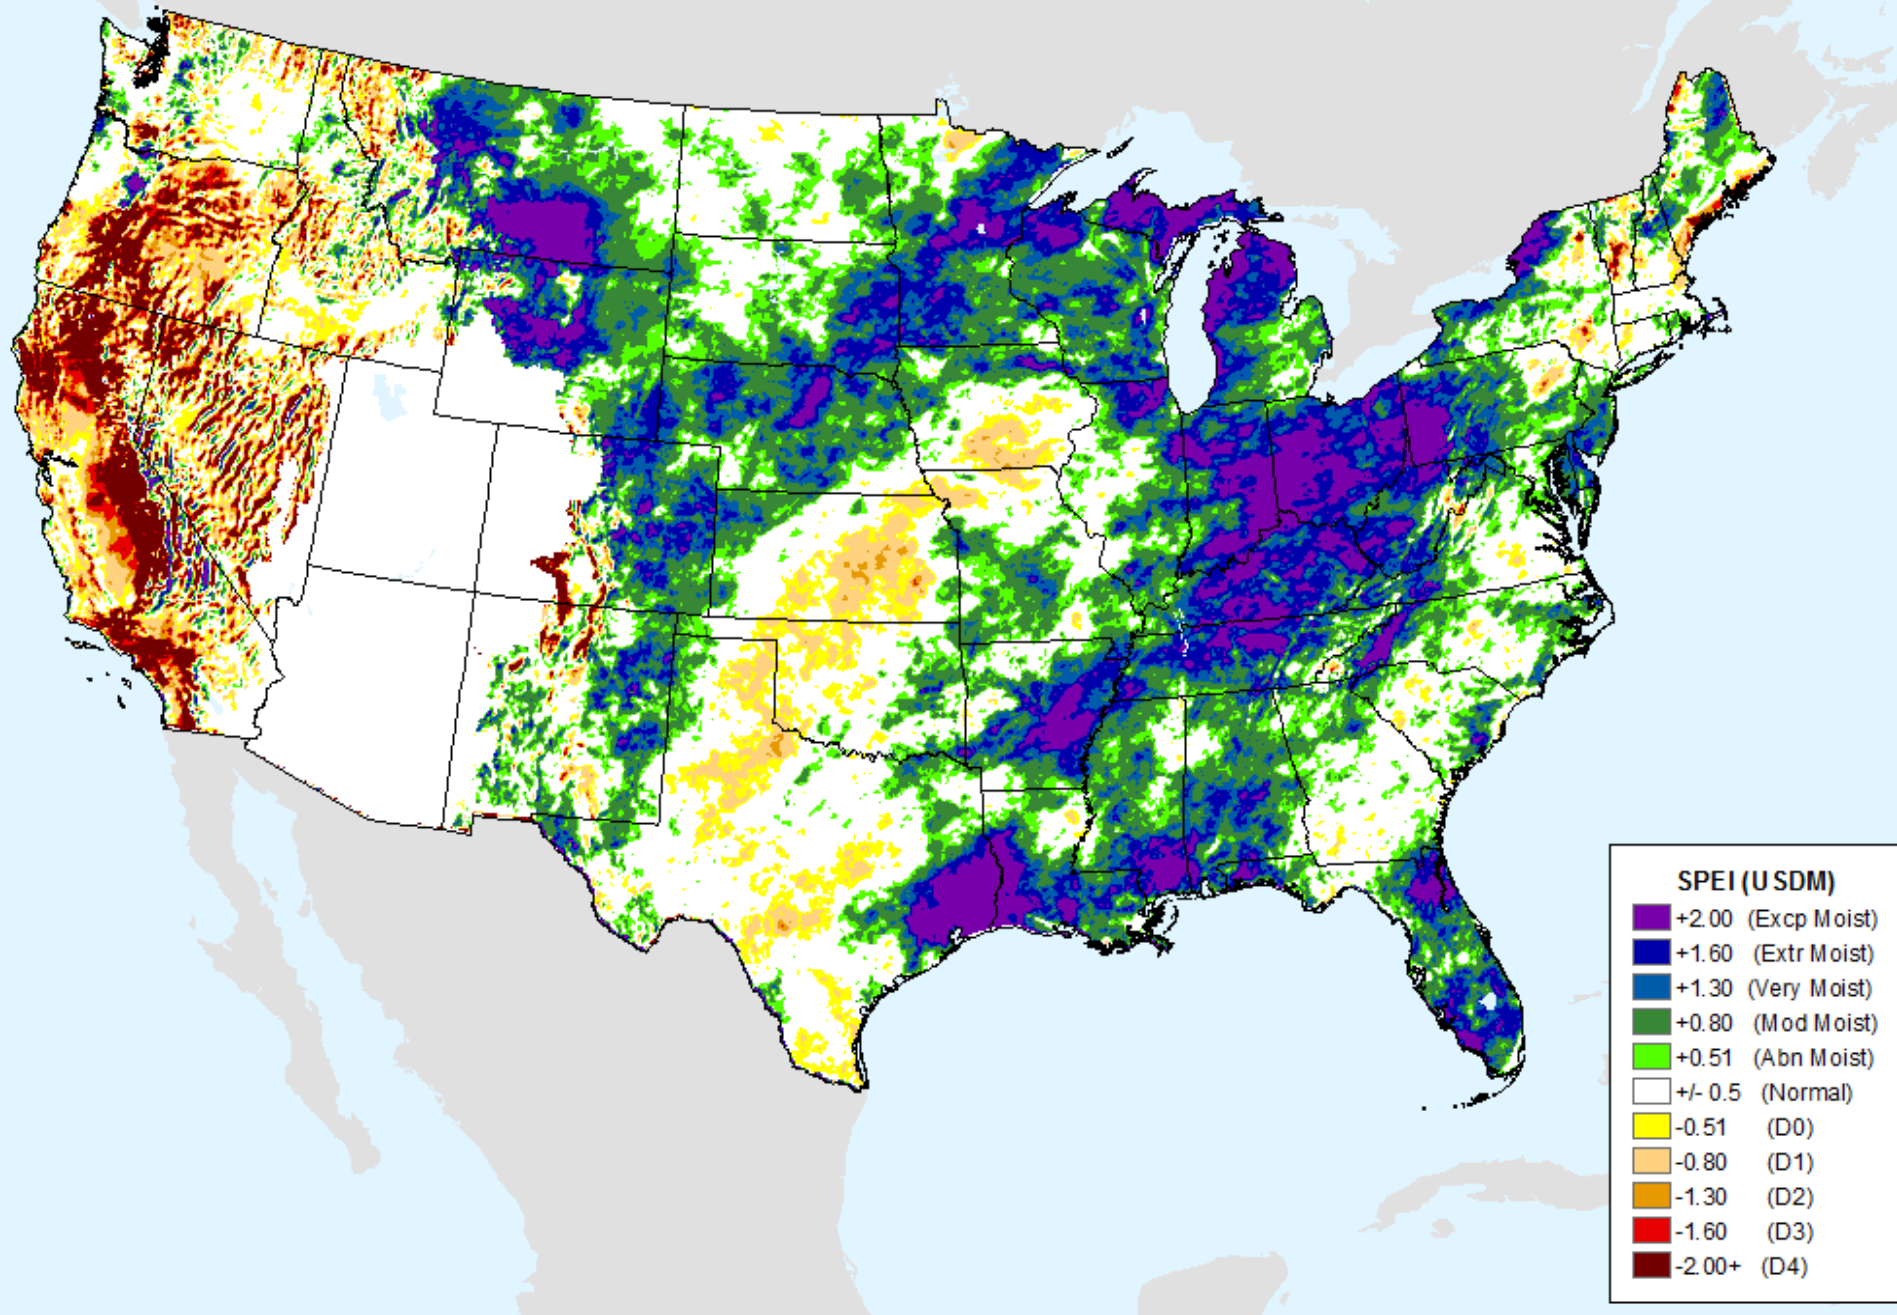 SPEI (USDM)
+2.00 (Excp Moist)
+1.60 (Extr Moist)
+1.30 (Very Moist)
+0.80 (Mod Moist)
+0.51 (Abn Moist)
+/- 0.5 (Normal)
-0.51 (D0)
-0.80 (D1)
-1.30 (D2)
-1.60 (D3)
-2.00+ (D4)